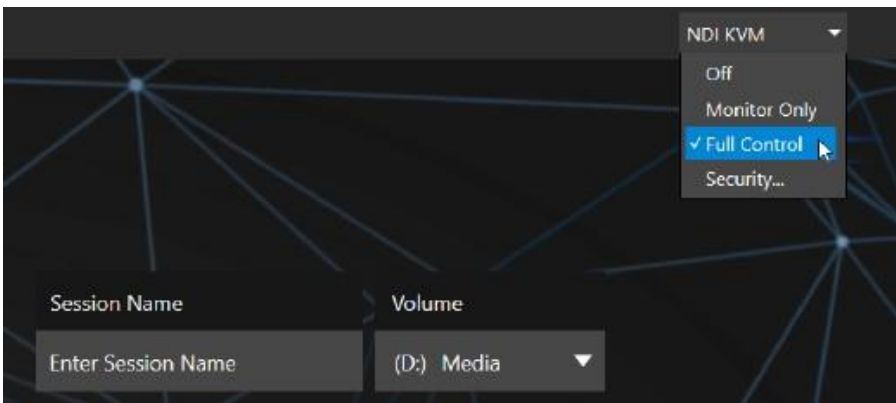 NDI KVM
Off
Monitor Only
✓ Full Control
Security...
Session Name
Volume
Enter Session Name
(D:) Media